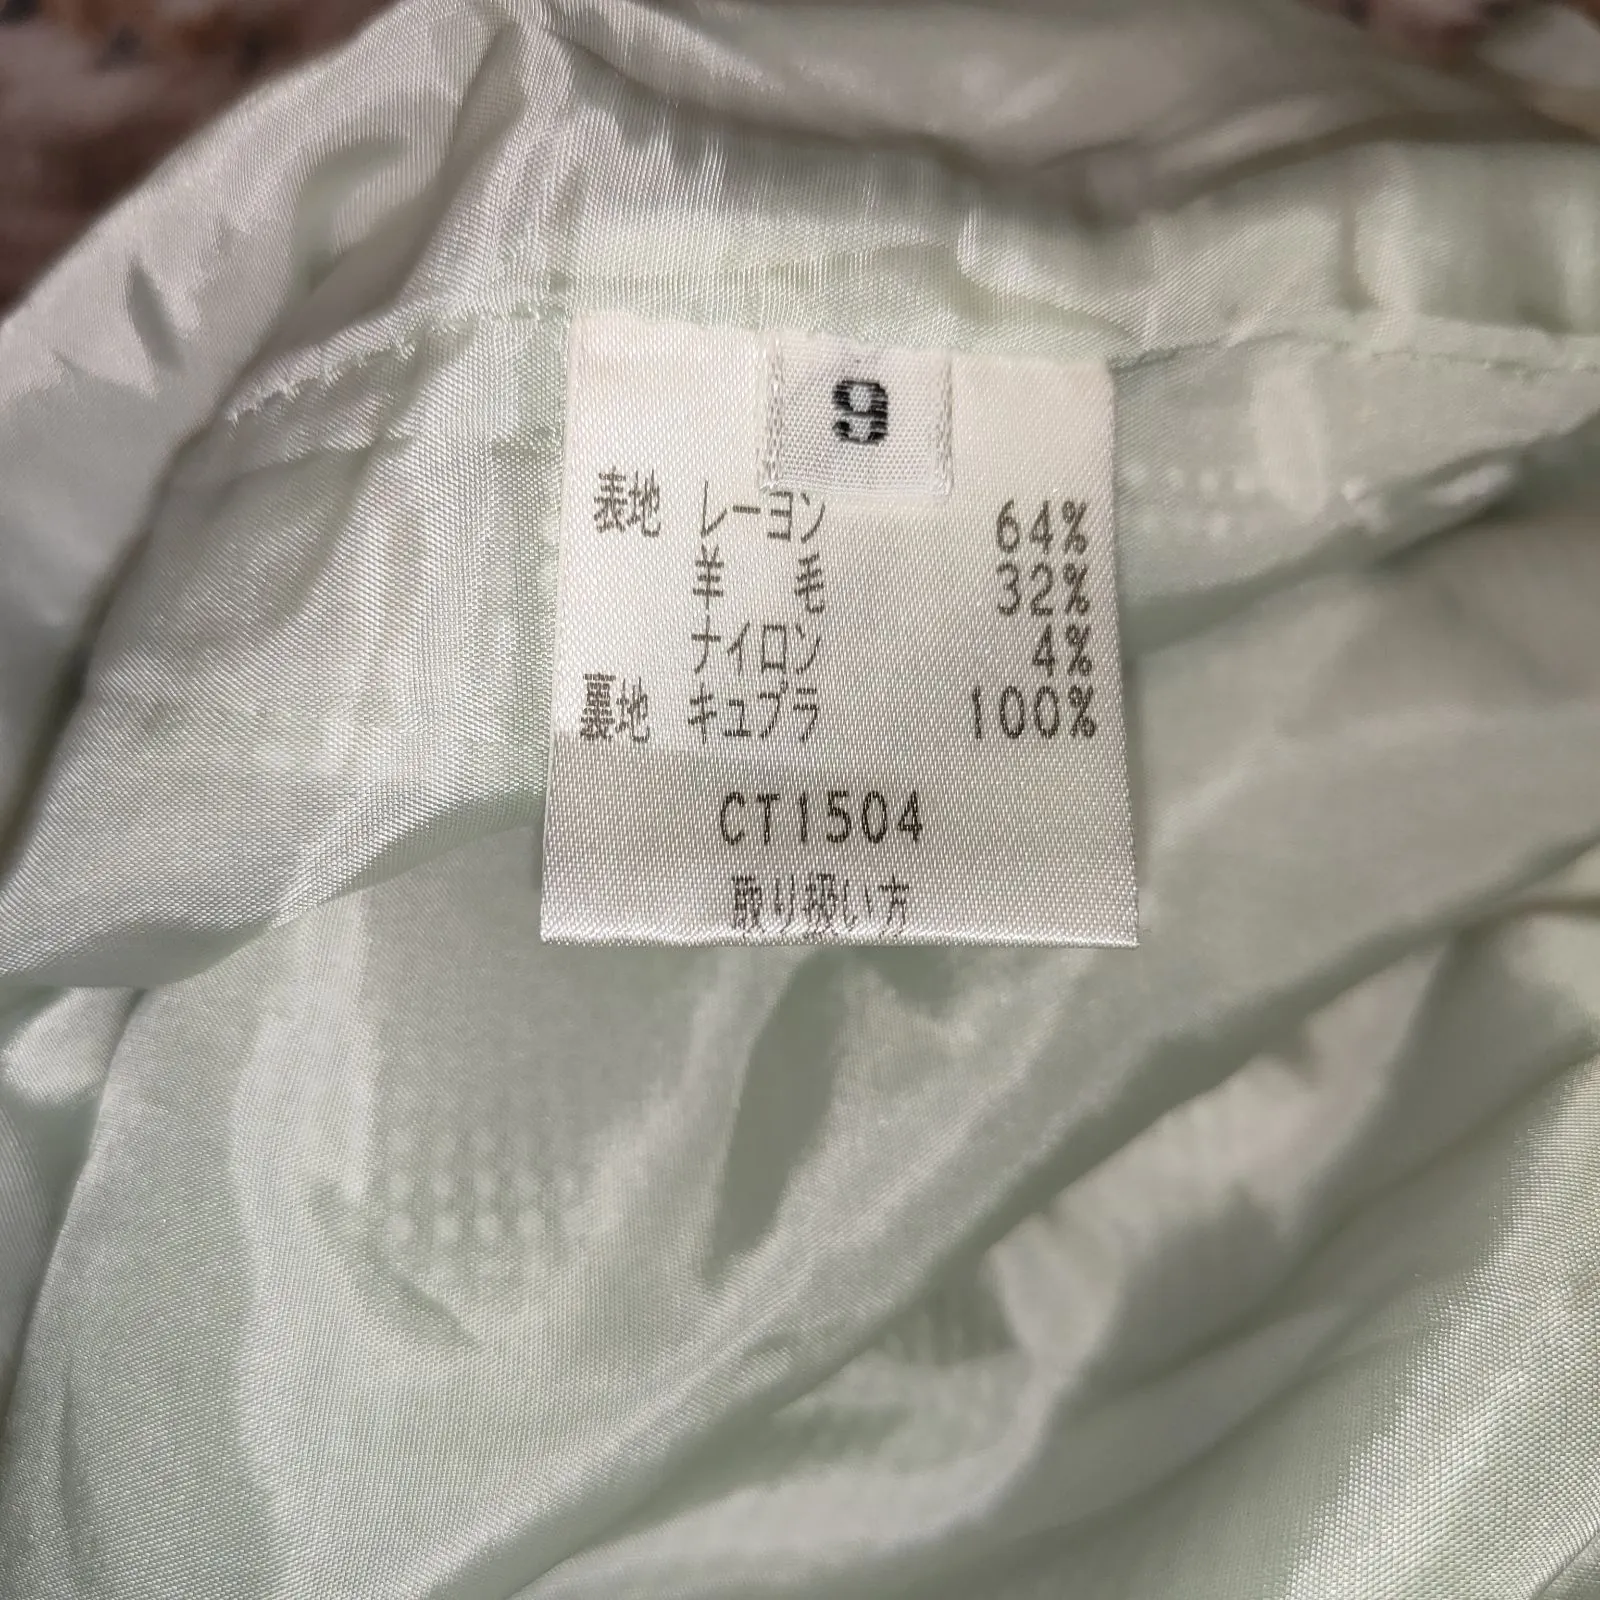 9
表地 レーヨン 64%
羊毛 32%
ナイロン 4%
裏地 キュプラ 100%
CT1504
取り扱い方